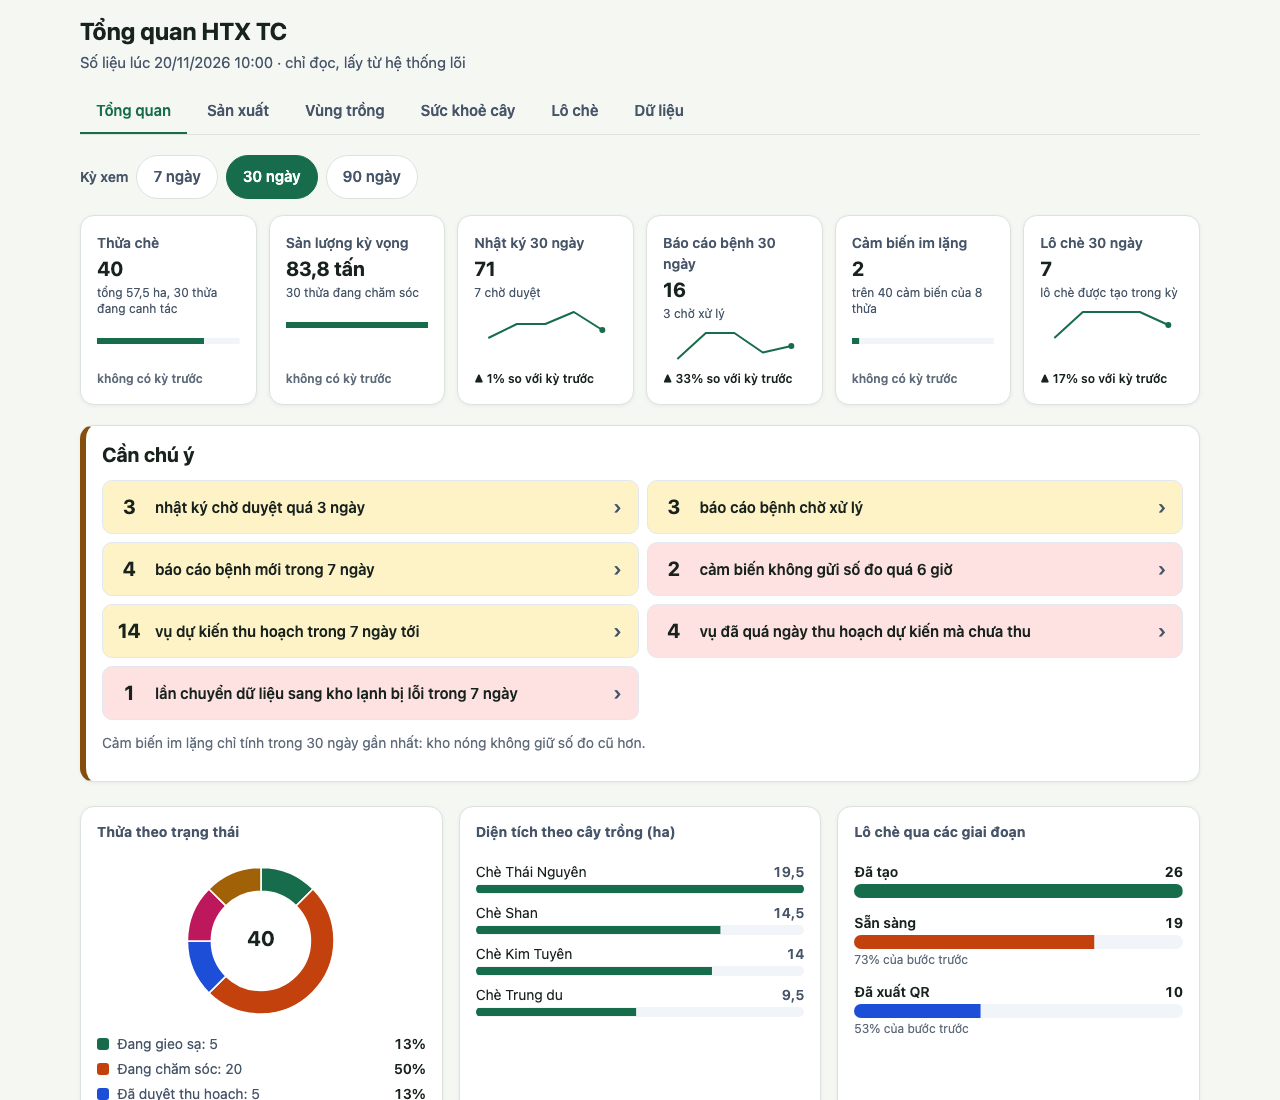 Tổng quan HTX TC
Số liệu lúc 20/11/2026 10:00 · chỉ đọc, lấy từ hệ thống lõi
Tổng quan
Sản xuất
Vùng trồng
Sức khoẻ cây
Lô chè
Dữ liệu
Kỳ xem
7 ngày
30 ngày
90 ngày
Thửa chè
40
tổng 57,5 ha, 30 thửa
đang canh tác
không có kỳ trước
Sản lượng kỳ vọng
83,8 tấn
30 thửa đang chăm sóc
không có kỳ trước
Nhật ký 30 ngày
71
7 chờ duyệt
▲ 1% so với kỳ trước
Báo cáo bệnh 30
ngày
16
3 chờ xử lý
▲ 33% so với kỳ trước
Cảm biến im lặng
2
trên 40 cảm biến của 8
thửa
không có kỳ trước
Lô chè 30 ngày
7
lô chè được tạo trong kỳ
▲ 17% so với kỳ trước
Cần chú ý
3 nhật ký chờ duyệt quá 3 ngày ›
3 báo cáo bệnh chờ xử lý ›
4 báo cáo bệnh mới trong 7 ngày ›
2 cảm biến không gửi số đo quá 6 giờ ›
14 vụ dự kiến thu hoạch trong 7 ngày tới ›
4 vụ đã quá ngày thu hoạch dự kiến mà chưa thu ›
1 lần chuyển dữ liệu sang kho lạnh bị lỗi trong 7 ngày ›
Cảm biến im lặng chỉ tính trong 30 ngày gần nhất: kho nóng không giữ số đo cũ hơn.
Thửa theo trạng thái
40
Đang gieo sạ: 5 13%
Đang chăm sóc: 20 50%
Đã duyệt thu hoạch: 5 13%
Diện tích theo cây trồng (ha)
Chè Thái Nguyên 19,5
Chè Shan 14,5
Chè Kim Tuyên 14
Chè Trung du 9,5
Lô chè qua các giai đoạn
Đã tạo 26
Sẵn sàng 19
73% của bước trước
Đã xuất QR 10
53% của bước trước